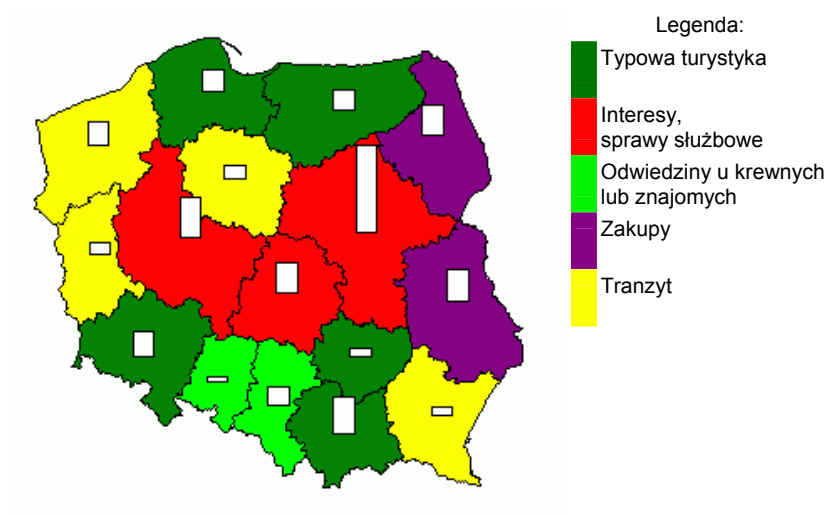 Legenda:
Typowa turystyka
Interesy,
sprawy służbowe
Odwiedziny u krewnych
lub znajomych
Zakupy
Tranzyt